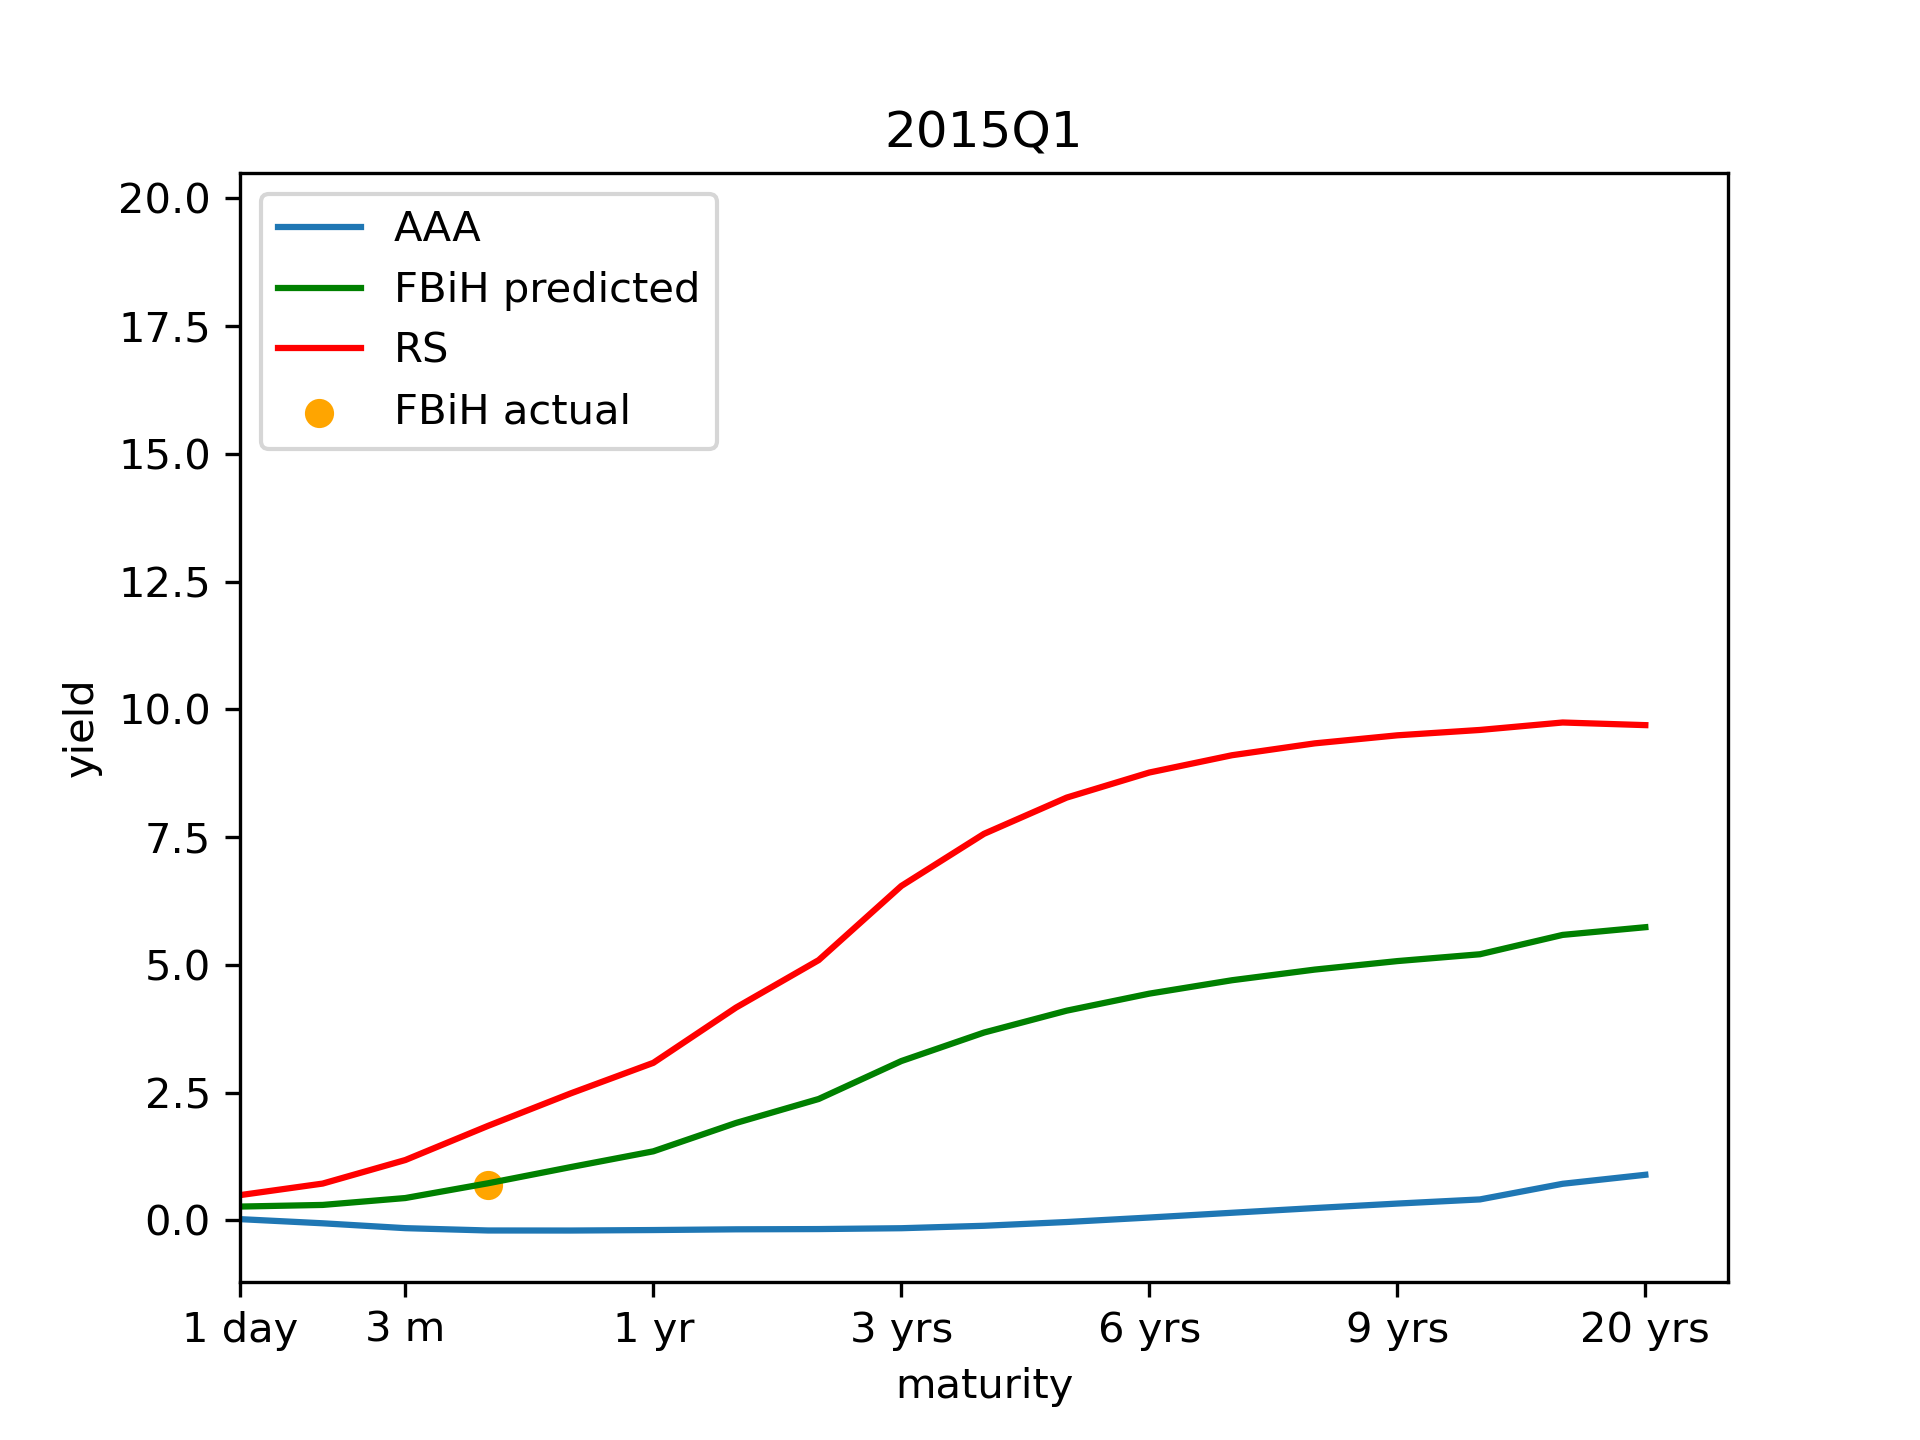 2015Q1
AAA
FBiH predicted
RS
FBiH actual
20.0
17.5
15.0
12.5
10.0
7.5
5.0
2.5
0.0
yield
1 day 3 m 1 yr 3 yrs 6 yrs 9 yrs 20 yrs
maturity